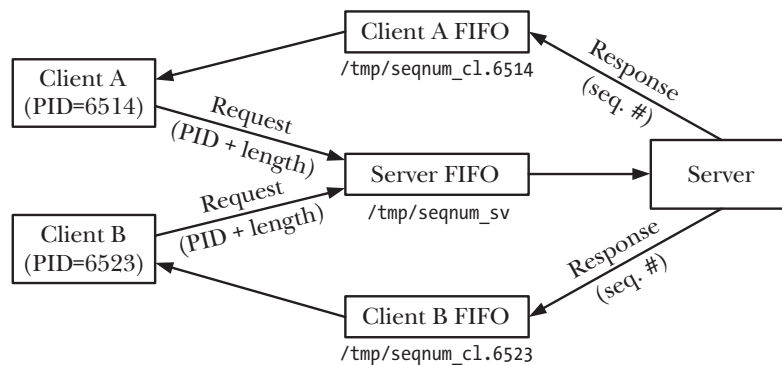 Client A FIFO
/tmp/seqnum_cl.6514
Client A
(PID=6514)
Request
(PID + length)
Response
(seq. #)
Server FIFO
/tmp/seqnum_sv
Server
Client B
(PID=6523)
Request
(PID + length)
Response
(seq. #)
Client B FIFO
/tmp/seqnum_cl.6523